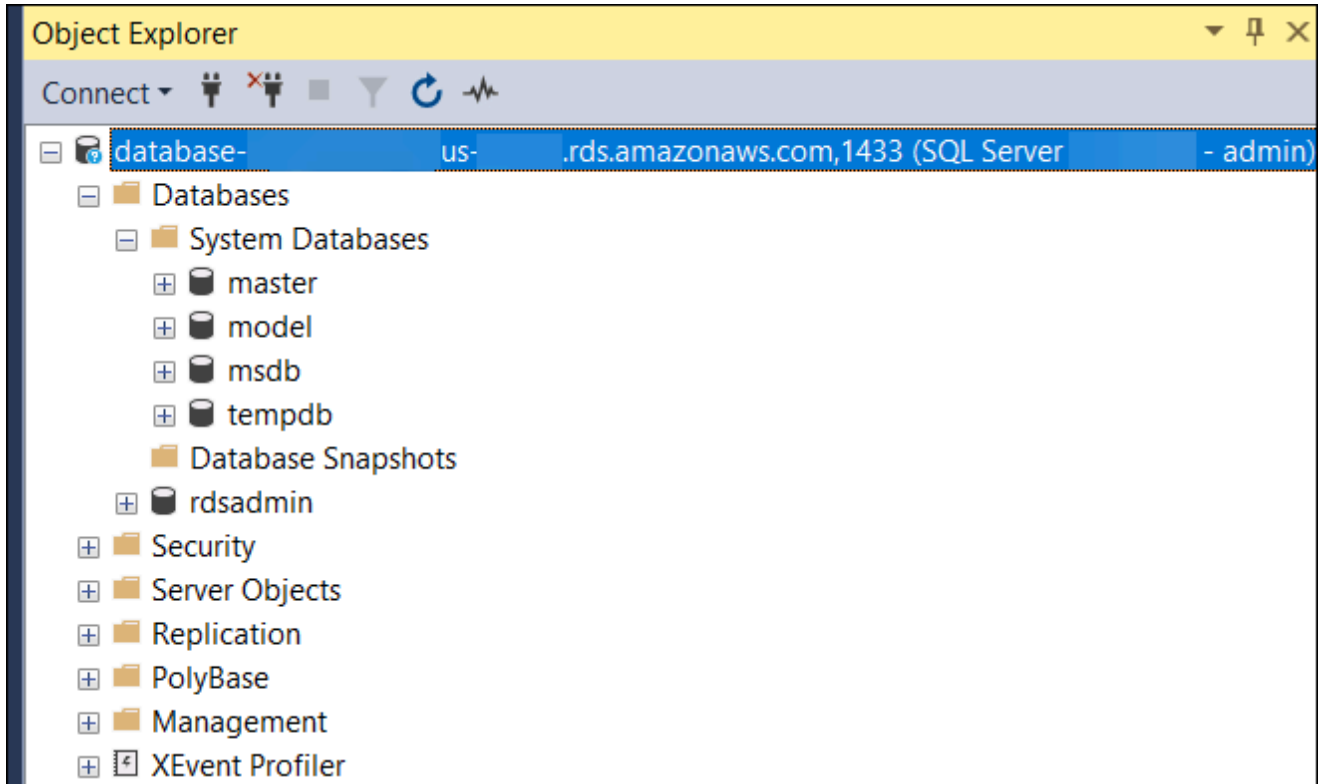 Object Explorer
Connect
database- us- .rds.amazonaws.com,1433 (SQL Server - admin)
Databases
System Databases
master
model
msdb
tempdb
Database Snapshots
rdsadmin
Security
Server Objects
Replication
PolyBase
Management
XEvent Profiler